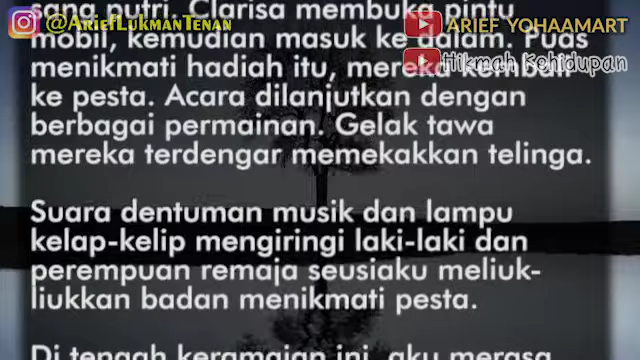 sang putri. Clarisa membuka pintu
@AriefLukmanTenan
ARIEF YOHAAMART
mobil, kemudian masuk ke dalam. Puas
Hikmah Kehidupan
menikmati hadiah itu, mereka kembali
ke pesta. Acara dilanjutkan dengan
berbagai permainan. Gelak tawa
mereka terdengar memekakkan telinga.
Suara dentuman musik dan lampu
kelap-kelip mengiringi laki-laki dan
perempuan remaja seusiaku meliuk-
liukkan badan menikmati pesta.
Di tengah keramaian ini, aku merasa